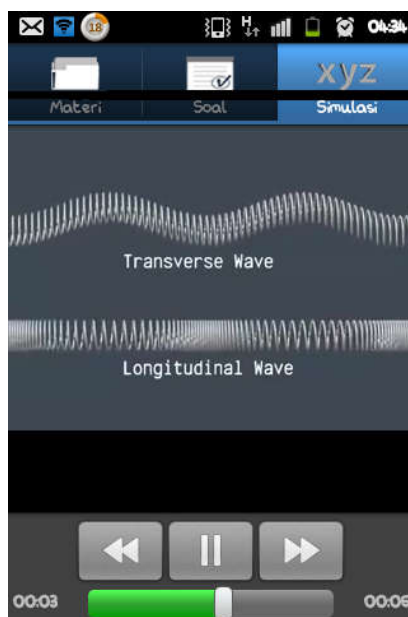 18 H 04:34
xyz
Materi Soal Simulasi
Transverse Wave
Longitudinal Wave
00:03 00:06